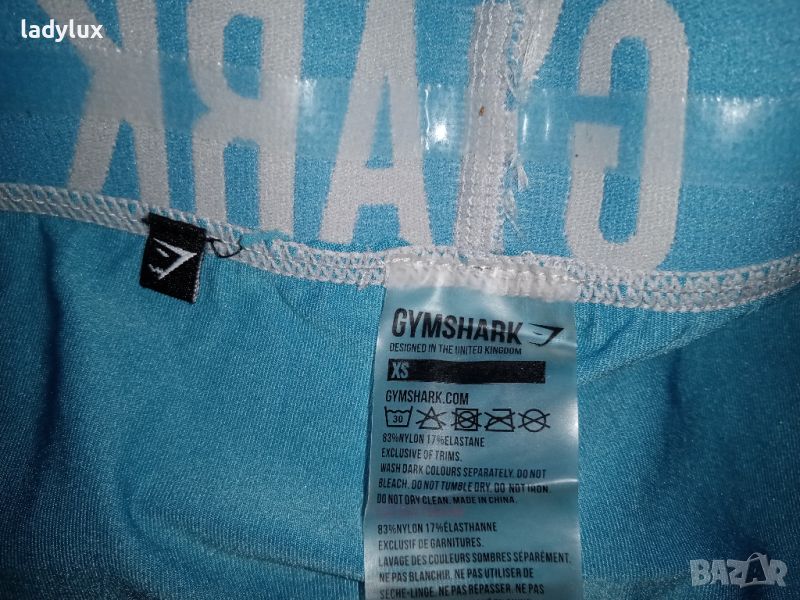 ladylux
GYMSHARK
DESIGNED IN THE UNITED KINGDOM
XS
GYMSHARK.COM
30
83%NYLON 17%ELASTANE
EXCLUSIVE OF TRIMS.
WASH DARK COLOURS SEPARATELY. DO NOT
BLEACH. DO NOT TUMBLE DRY. DO NOT IRON.
DO NOT DRY CLEAN. MADE IN CHINA.
83%NYLON 17%ÉLASTHANNE
EXCLUSIF DE GARNITURES.
LAVAGE DES COULEURS SOMBRES SÉPARÉMENT.
NE PAS BLANCHIR. NE PAS UTILISER DE
SÈCHE-LINGE. NE PAS REPASSER. NE PAS
BAZAR